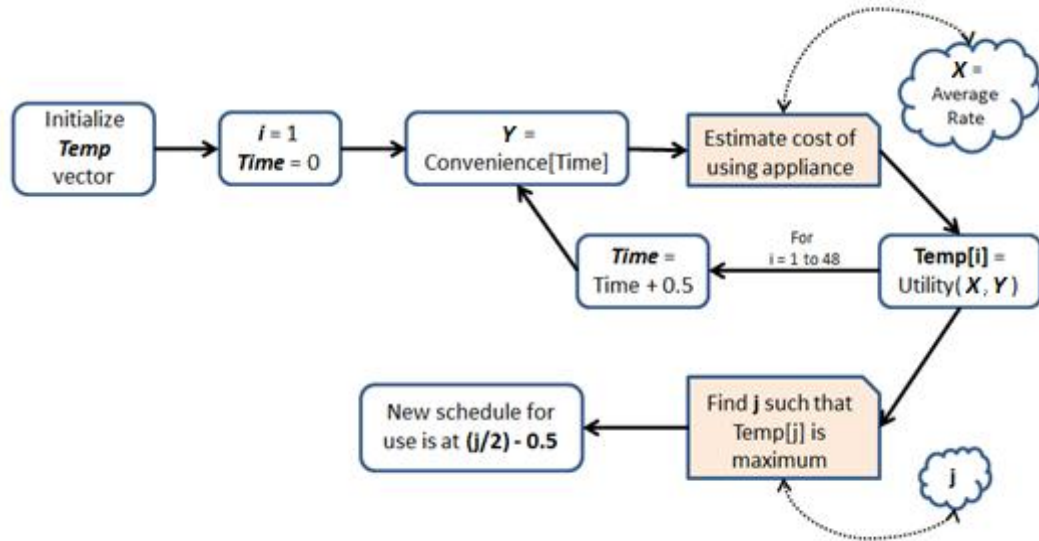 Initialize
Temp
vector
i = 1
Time = 0
Y =
Convenience[Time]
Estimate cost of
using appliance
X =
Average
Rate
Time =
Time + 0.5
For
i = 1 to 48
Temp[i] =
Utility( X , Y )
New schedule for
use is at (j/2) - 0.5
Find j such that
Temp[j] is
maximum
j